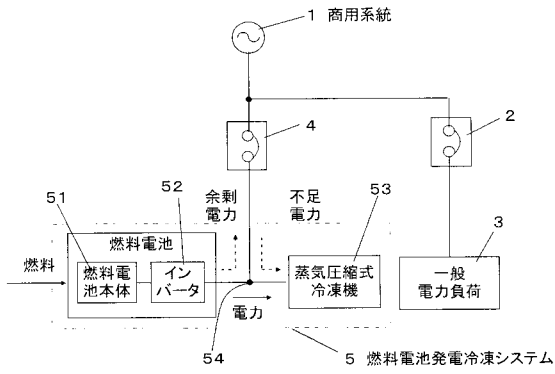 1 商用系統
4
2
余剰
電力
不足
電力
51
52
53
3
燃料電池
燃料
燃料電
池本体
イン
バータ
蒸気圧縮式
冷凍機
一般
電力負荷
電力
54
5 燃料電池発電冷凍システム